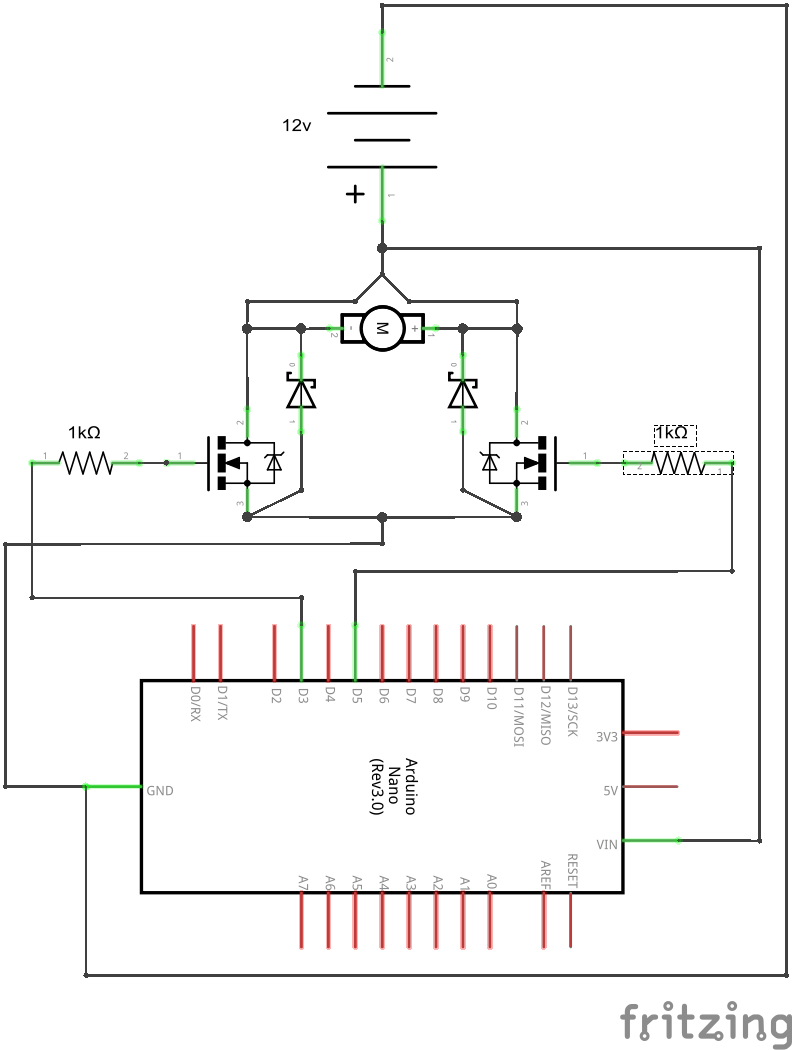 2
12v
+
1
M
-
+
2
1
0
0
1
1
1kΩ
1kΩ
2
2
1
2
1
1
2
1
3
3
D0/RX
D1/TX
D2
D3
D4
D5
D6
D7
D8
D9
D10
D11/MOSI
D12/MISO
D13/SCK
3V3
5V
VIN
GND
Arduino
Nano
(Rev3.0)
A7
A6
A5
A4
A3
A2
A1
A0
AREF
RESET
fritzing